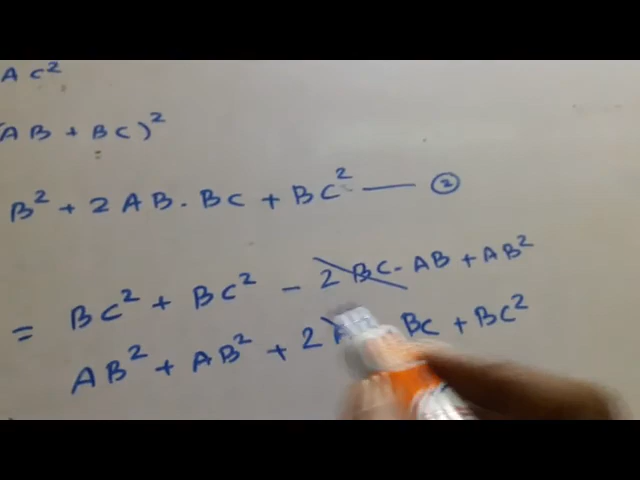 AC²
(AB + BC)²
B² + 2 AB . BC + BC² — ②
= BC² + BC² - 2 BC . AB + AB²
AB² + AB² + 2 BC + BC²